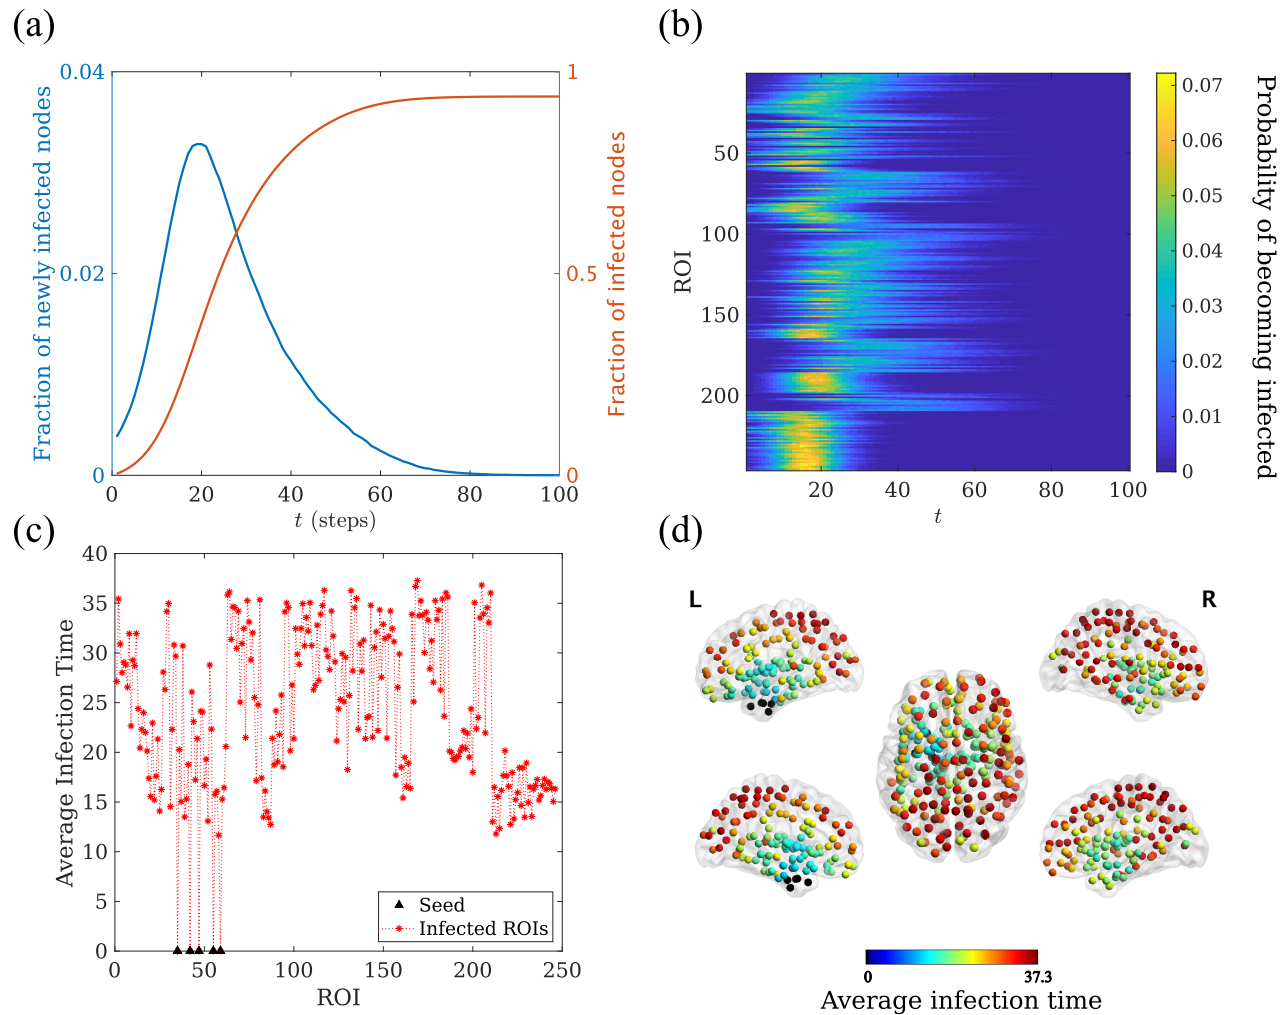 (a)
0.04
0.02
0
1
0.5
0
0 20 40 60 80 100
t (steps)
Fraction of newly infected nodes
Fraction of infected nodes
(b)
50
100
150
200
20 40 60 80 100
t
ROI
0.07
0.06
0.05
0.04
0.03
0.02
0.01
0
Probability of becoming infected
(c)
40
35
30
25
20
15
10
5
0
0 50 100 150 200 250
ROI
Average Infection Time
Seed
Infected ROIs
(d)
L
R
0 37.3
Average infection time